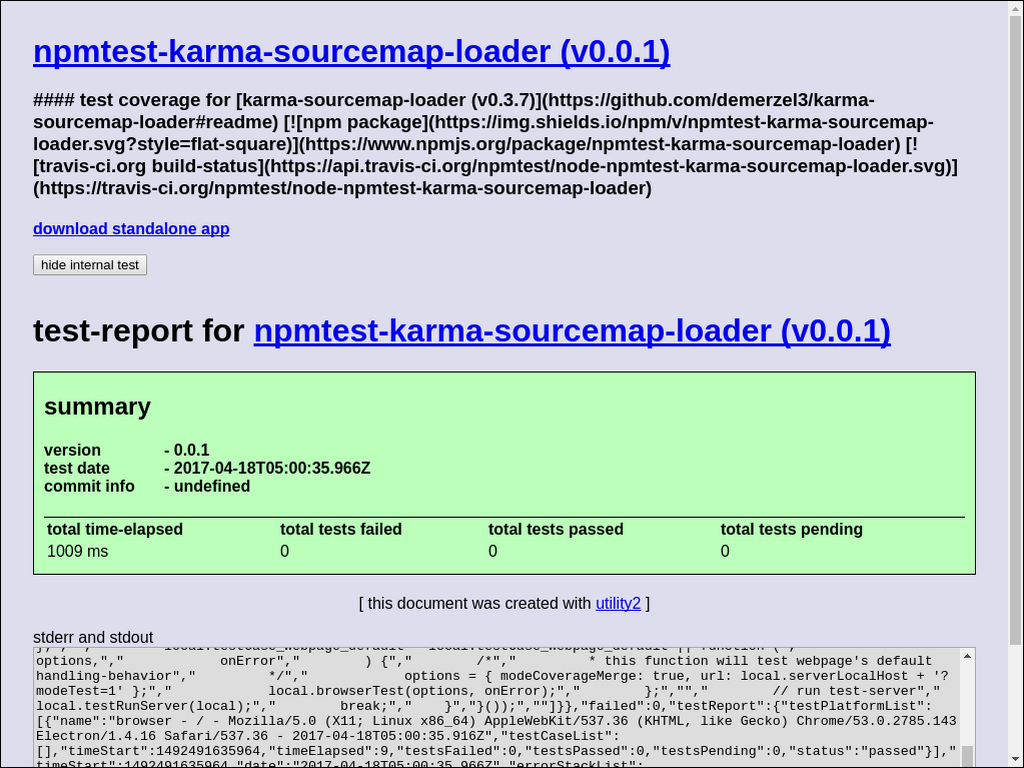 npmtest-karma-sourcemap-loader (v0.0.1)
#### test coverage for [karma-sourcemap-loader (v0.3.7)](https://github.com/demerzel3/karma-
sourcemap-loader#readme) [![npm package](https://img.shields.io/npm/v/npmtest-karma-sourcemap-
loader.svg?style=flat-square)](https://www.npmjs.org/package/npmtest-karma-sourcemap-loader) [!
[travis-ci.org build-status](https://api.travis-ci.org/npmtest/node-npmtest-karma-sourcemap-loader.svg)]
(https://travis-ci.org/npmtest/node-npmtest-karma-sourcemap-loader)
download standalone app
hide internal test
test-report for npmtest-karma-sourcemap-loader (v0.0.1)
summary
version - 0.0.1
test date - 2017-04-18T05:00:35.966Z
commit info - undefined
total time-elapsed total tests failed total tests passed total tests pending
1009 ms 0 0 0
[ this document was created with utility2 ]
stderr and stdout
options,"," onError"," ) {"," /*"," * this function will test webpage's default
handling-behavior"," */"," options = { modeCoverageMerge: true, url: local.serverLocalHost + '?
modeTest=1' };"," local.browserTest(options, onError);"," };",""," // run test-server","
local.testRunServer(local);"," break;"," }","}());",""]}},"failed":0,"testReport":{"testPlatformList":
[{"name":"browser - / - Mozilla/5.0 (X11; Linux x86_64) AppleWebKit/537.36 (KHTML, like Gecko) Chrome/53.0.2785.143
Electron/1.4.16 Safari/537.36 - 2017-04-18T05:00:35.916Z","testCaseList":
[],"timeStart":1492491635964,"timeElapsed":9,"testsFailed":0,"testsPassed":0,"testsPending":0,"status":"passed"}],"
timeStart":1492491635964,"date":"2017-04-18T05:00:35.966Z","errorStackList":